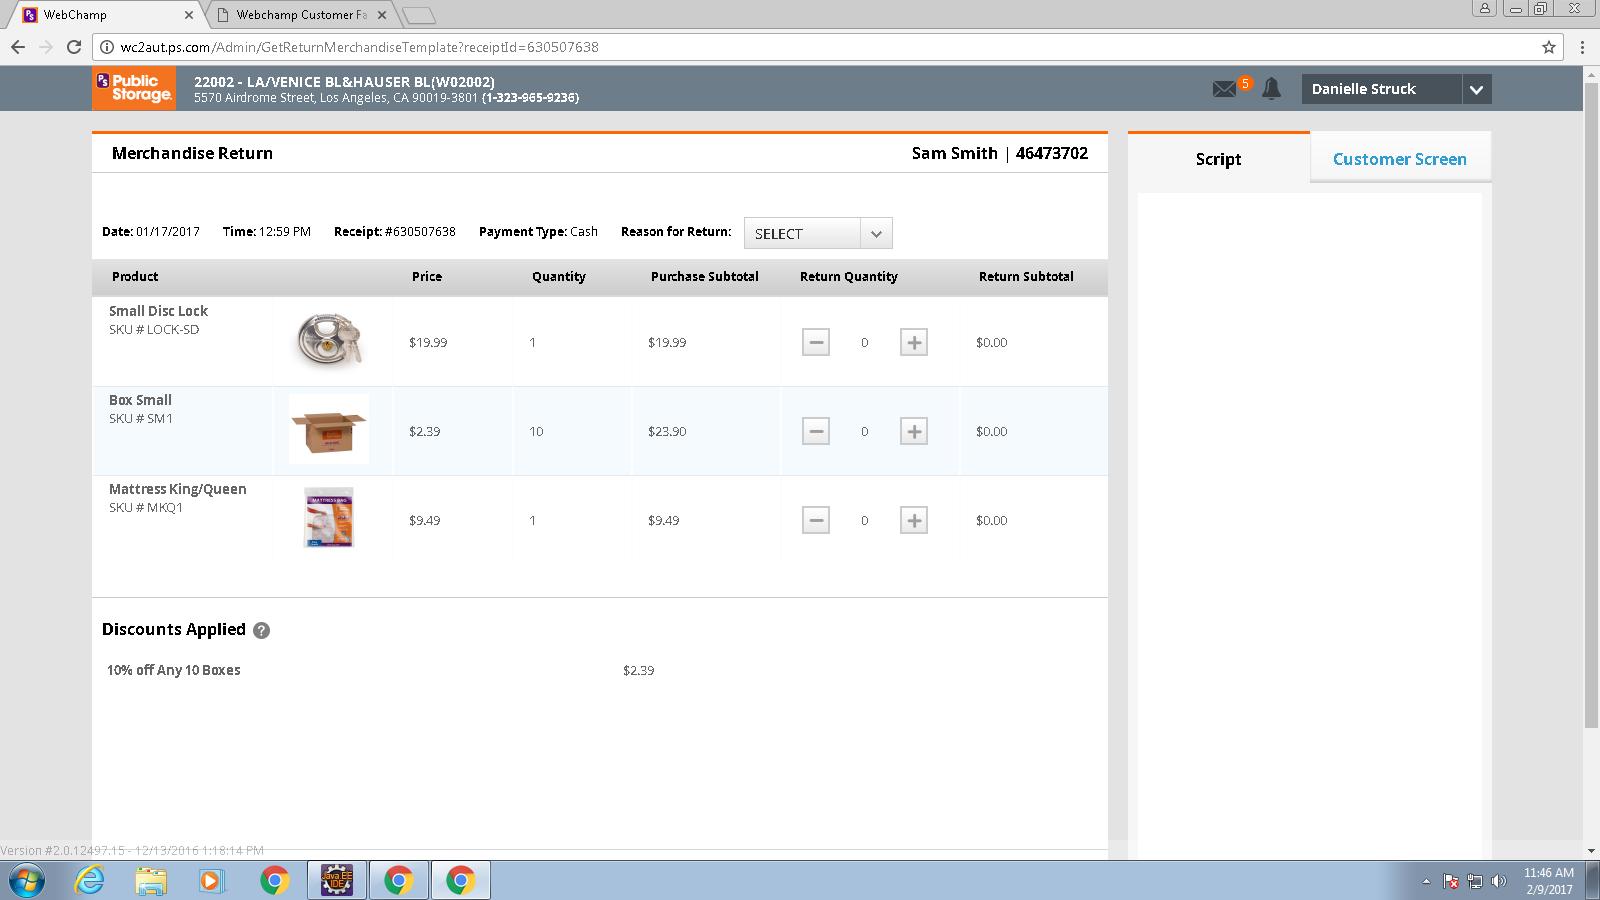 WebChamp
Webchamp Customer Fa
wc2aut.ps.com/Admin/GetReturnMerchandiseTemplate?receiptId=630507638
PS Public Storage.
22002 - LA/VENICE BL&HAUSER BL(W02002)
5570 Airdrome Street, Los Angeles, CA 90019-3801 (1-323-965-9236)
5
Danielle Struck
Merchandise Return
Sam Smith | 46473702
Script
Customer Screen
Date: 01/17/2017 Time: 12:59 PM Receipt: #630507638 Payment Type: Cash Reason for Return: SELECT
Product Price Quantity Purchase Subtotal Return Quantity Return Subtotal
Small Disc Lock
SKU # LOCK-SD
$19.99 1 $19.99 0 $0.00
Box Small
SKU # SM1
$2.39 10 $23.90 0 $0.00
Mattress King/Queen
SKU # MKQ1
MATTRESS BAG
$9.49 1 $9.49 0 $0.00
Discounts Applied ?
10% off Any 10 Boxes $2.39
Version #2.0.12497.15 - 12/13/2016 1:18:14 PM
Java EE
IDE
11:46 AM
2/9/2017